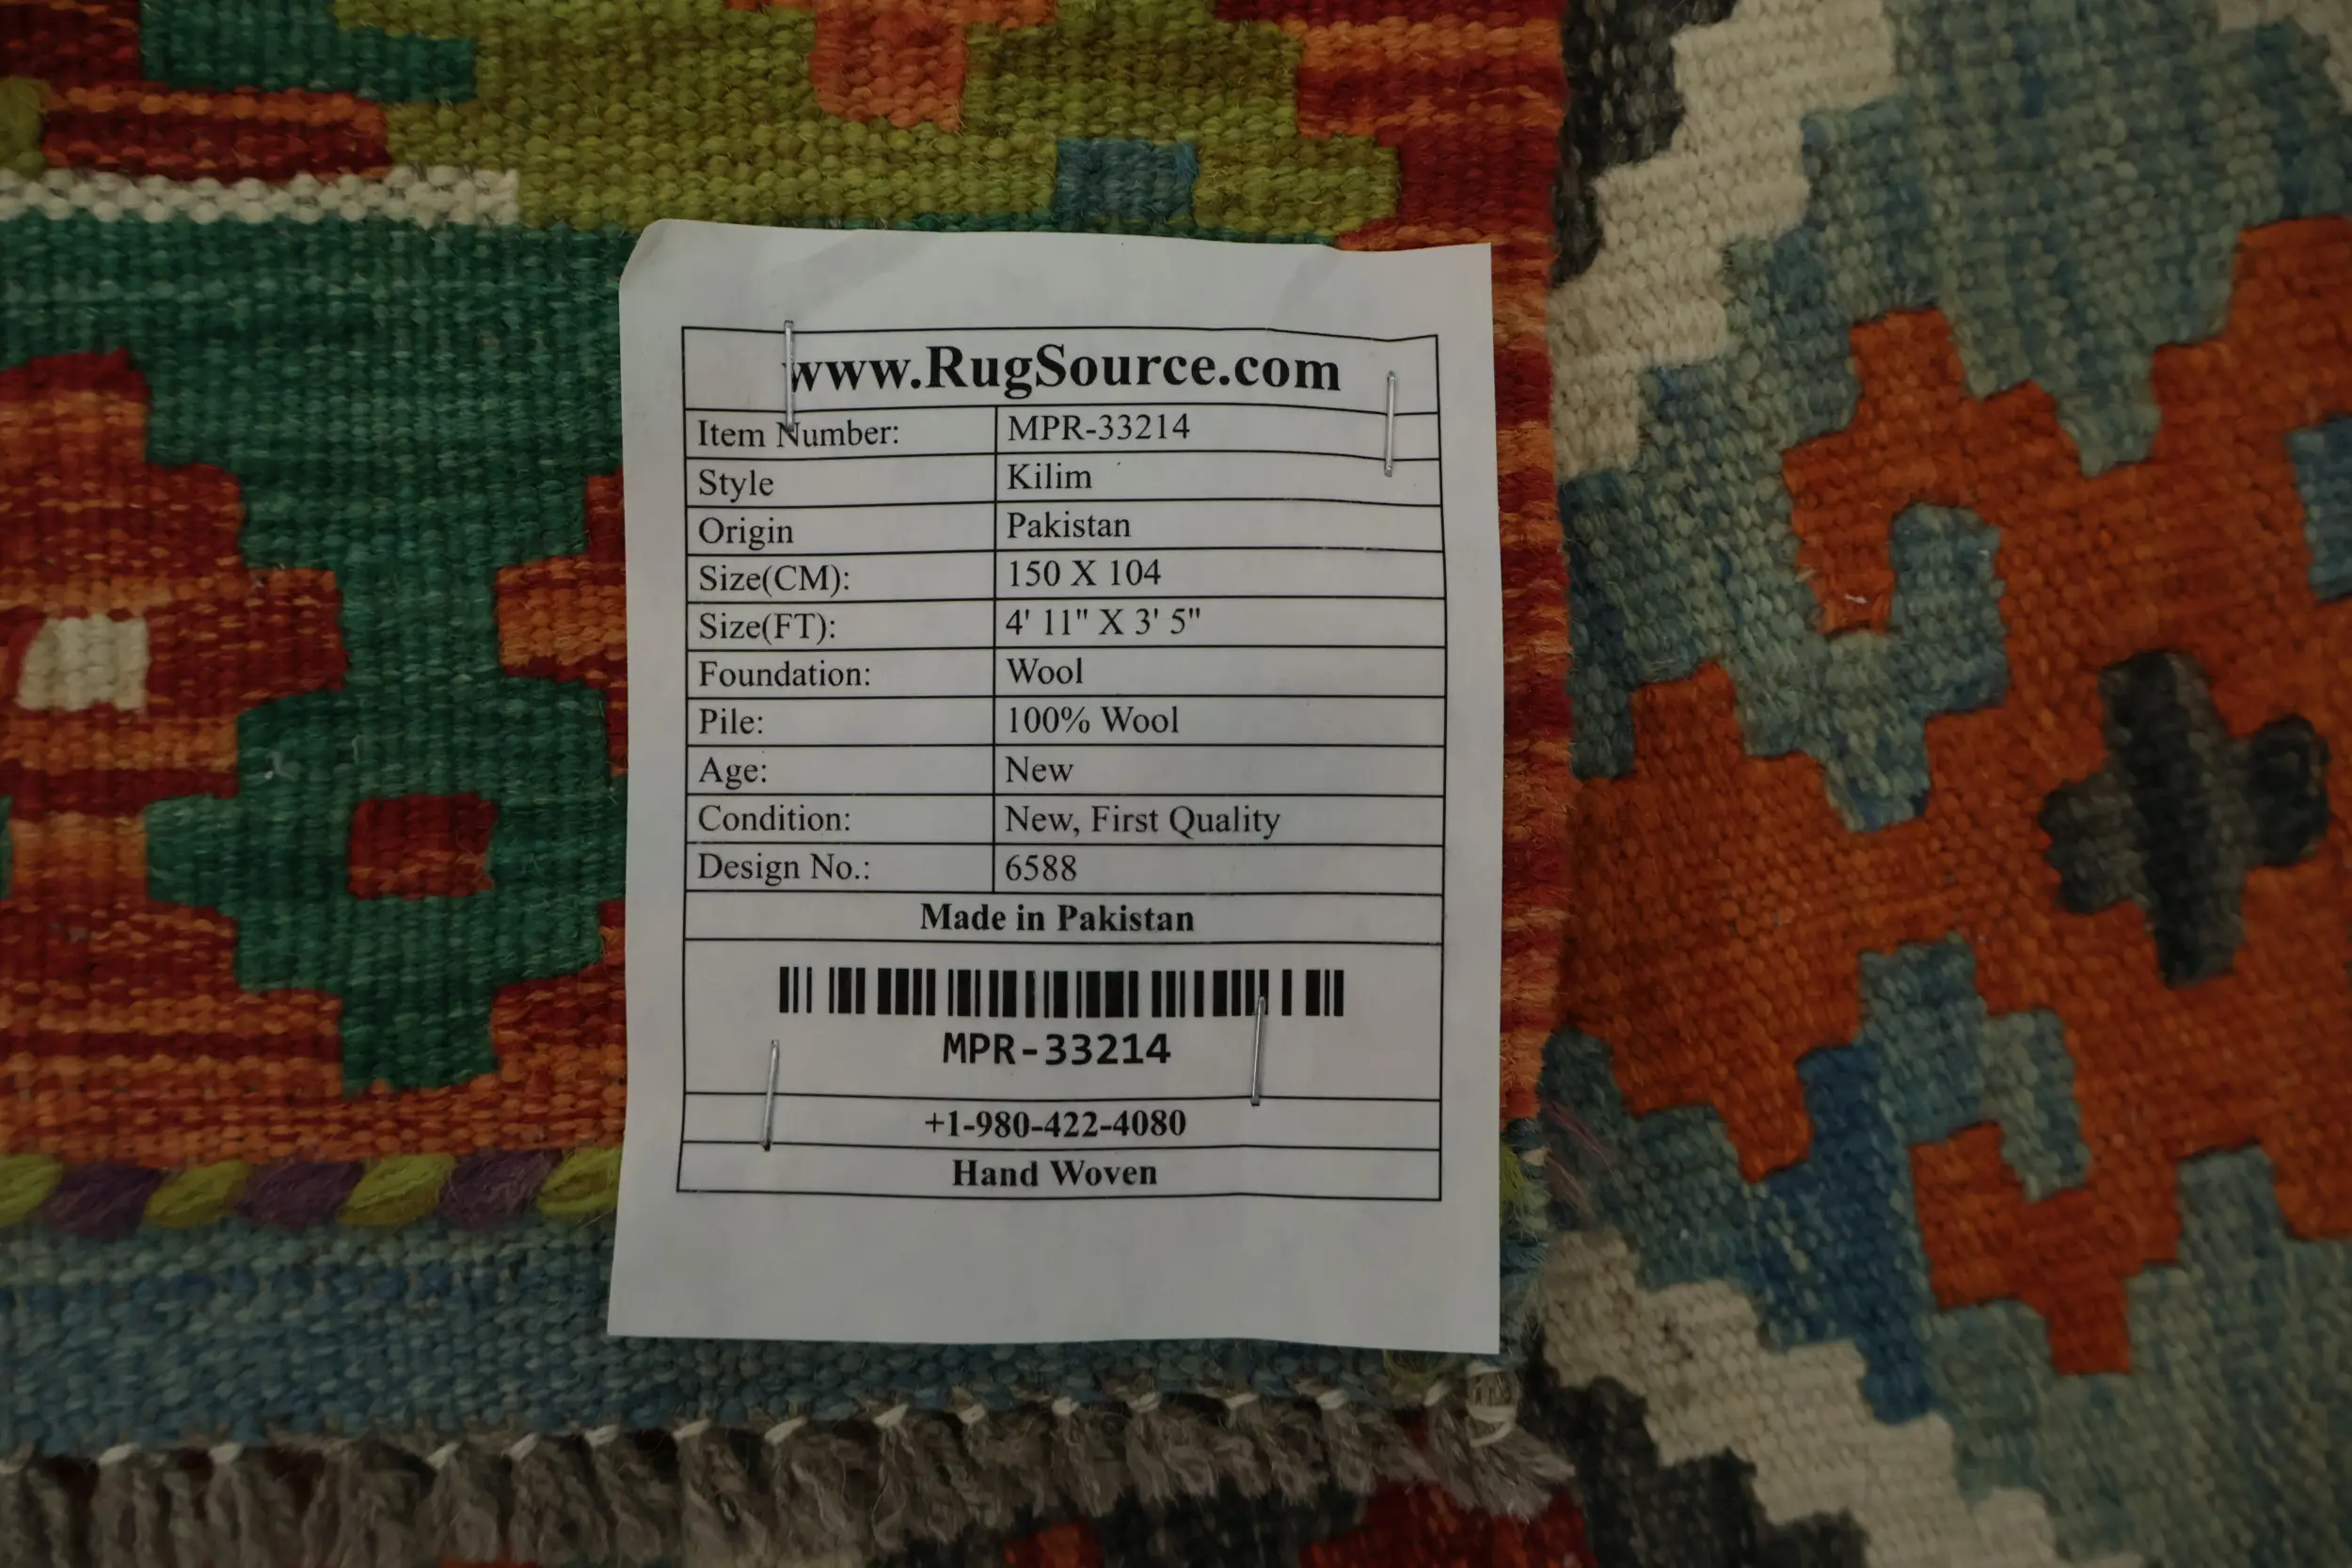 www.RugSource.com
Item Number: MPR-33214
Style Kilim
Origin Pakistan
Size(CM): 150 X 104
Size(FT): 4' 11" X 3' 5"
Foundation: Wool
Pile: 100% Wool
Age: New
Condition: New, First Quality
Design No.: 6588
Made in Pakistan
MPR-33214
+1-980-422-4080
Hand Woven